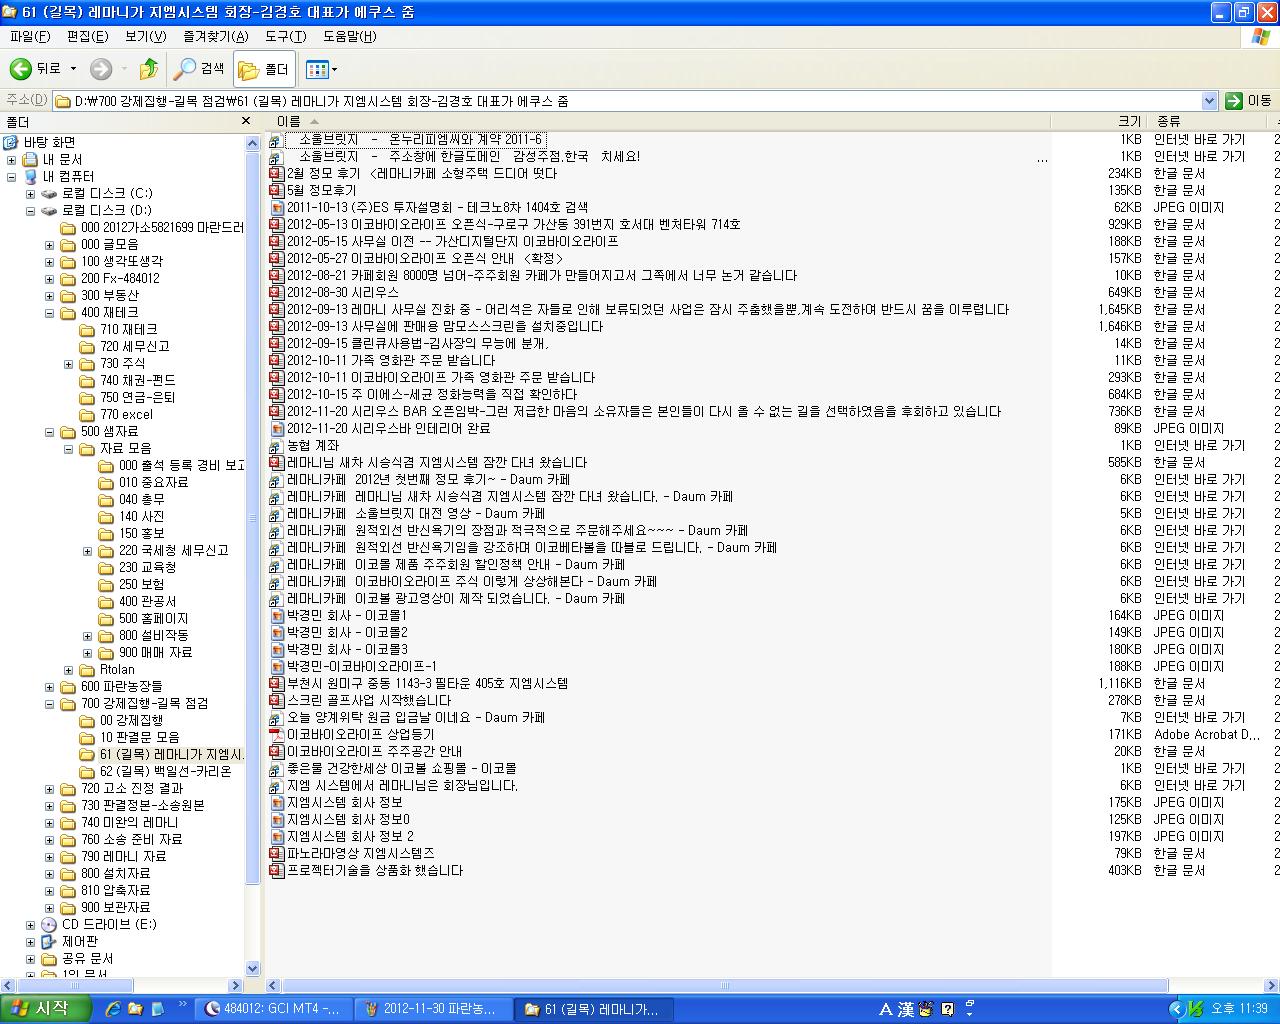 61 (길목) 레마니가 지엠시스템 회장-김경호 대표가 에쿠스 줌
파일(F) 편집(E) 보기(V) 즐겨찾기(A) 도구(T) 도움말(H)
뒤로 검색 폴더
주소(D) D:₩700 강제집행-길목 점검₩61 (길목) 레마니가 지엠시스템 회장-김경호 대표가 에쿠스 줌 이동
폴더
바탕 화면
내 문서
내 컴퓨터
로컬 디스크 (C:)
로컬 디스크 (D:)
000 2012가소5821699 마란드러
000 글모음
100 생각또생각
200 Fx-484012
300 부동산
400 재테크
710 재테크
720 세무신고
730 주식
740 채권-펀드
750 연금-은퇴
770 excel
500 샘자료
자료 모음
000 출석 등록 경비 보고
010 중요자료
040 총무
140 사진
150 홍보
220 국세청 세무신고
230 교육청
250 보험
400 관공서
500 홈페이지
800 설비작동
900 매매 자료
Rtolan
600 파란농장들
700 강제집행-길목 점검
00 강제집행
10 판결문 모음
61 (길목) 레마니가 지엠시.
62 (길목) 백일선-카리온
720 고소 진정 결과
730 판결정본-소송원본
740 미완의 레마니
760 소송 준비 자료
790 레마니 자료
800 설치자료
810 압축자료
900 보관자료
CD 드라이브 (E:)
제어판
공유 문서
1인 문서
이름 크기 종류
소울브릿지 - 온누리피엠씨와 계약 2011-6 1KB 인터넷 바로 가기
소울브릿지 - 주소창에 한글도메인 감성주점.한국 치세요! ... 1KB 인터넷 바로 가기
2월 정모 후기 <레마니카페 소형주택 드디어 떳다 234KB 한글 문서
5월 정모후기 135KB 한글 문서
2011-10-13 (주)ES 투자설명회 - 테크노8차 1404호 검색 62KB JPEG 이미지
2012-05-13 이코바이오라이프 오픈식-구로구 가산동 391번지 호서대 벤처타워 714호 929KB 한글 문서
2012-05-15 사무실 이전 -- 가산디지털단지 이코바이오라이프 188KB 한글 문서
2012-05-27 이코바이오라이프 오픈식 안내 <확정> 157KB 한글 문서
2012-08-21 카페회원 8000명 넘어-주주회원 카페가 만들어지고서 그쪽에서 너무 논거 같습니다 10KB 한글 문서
2012-08-30 시리우스 649KB 한글 문서
2012-09-13 레마니 사무실 진화 중 - 어리석은 자들로 인해 보류되었던 사업은 잠시 주춤했을뿐,계속 도전하며 반드시 꿈을 이루렵니다 1,645KB 한글 문서
2012-09-13 사무실에 판매용 맘모스스크린을 설치중입니다 1,646KB 한글 문서
2012-09-15 클린큐사용법-김사장의 무능에 분개, 14KB 한글 문서
2012-10-11 가족 영화관 주문 받습니다 11KB 한글 문서
2012-10-11 이코바이오라이프 가족 영화관 주문 받습니다 293KB 한글 문서
2012-10-15 주 이에스-세균 정화능력을 직접 확인하다 684KB 한글 문서
2012-11-20 시리우스 BAR 오픈임박-그런 저급한 마음의 소유자들은 본인들이 다시 올 수 없는 길을 선택하였음을 후회하고 있습니다 736KB 한글 문서
2012-11-20 시리우스바 인테리어 완료 89KB JPEG 이미지
농협 계좌 1KB 인터넷 바로 가기
레마니님 새차 시승식겸 지엠시스템 잠깐 다녀 왔습니다 585KB 한글 문서
레마니카페 2012년 첫번째 정모 후기~ - Daum 카페 6KB 인터넷 바로 가기
레마니카페 레마니님 새차 시승식겸 지엠시스템 잠깐 다녀 왔습니다. - Daum 카페 6KB 인터넷 바로 가기
레마니카페 소울브릿지 대전 영상 - Daum 카페 5KB 인터넷 바로 가기
레마니카페 원적외선 반신욕기의 장점과 적극적으로 주문해주세요~~~ - Daum 카페 6KB 인터넷 바로 가기
레마니카페 원적외선 반신욕기임을 강조하며 이코베타볼을 따블로 드립니다. - Daum 카페 6KB 인터넷 바로 가기
레마니카페 이코몰 제품 주주회원 할인정책 안내 - Daum 카페 6KB 인터넷 바로 가기
레마니카페 이코바이오라이프 주식 이렇게 상상해본다 - Daum 카페 6KB 인터넷 바로 가기
레마니카페 이코볼 광고영상이 제작 되었습니다. - Daum 카페 6KB 인터넷 바로 가기
박경민 회사 - 이코몰1 164KB JPEG 이미지
박경민 회사 - 이코몰2 149KB JPEG 이미지
박경민 회사 - 이코몰3 180KB JPEG 이미지
박경민-이코바이오라이프-1 188KB JPEG 이미지
부천시 원미구 중동 1143-3 필타운 405호 지엠시스템 1,116KB 한글 문서
스크린 골프사업 시작했습니다 278KB 한글 문서
오늘 양계위탁 원금 입금날 이네요 - Daum 카페 7KB 인터넷 바로 가기
이코바이오라이프 상업등기 171KB Adobe Acrobat D...
이코바이오라이프 주주공간 안내 20KB 한글 문서
좋은물 건강한세상 이코볼 쇼핑몰 - 이코몰 1KB 인터넷 바로 가기
지엠 시스템에서 레마니님은 회장님입니다. 6KB 인터넷 바로 가기
지엠시스템 회사 정보 175KB JPEG 이미지
지엠시스템 회사 정보0 125KB JPEG 이미지
지엠시스템 회사 정보 2 197KB JPEG 이미지
파노라마영상 지엠시스템즈 79KB 한글 문서
프로젝터기술을 상품화 했습니다 403KB 한글 문서
시작 484012: GCI MT4 -... 2012-11-30 파란농... 61 (길목) 레마니가... A 漢 오후 11:39